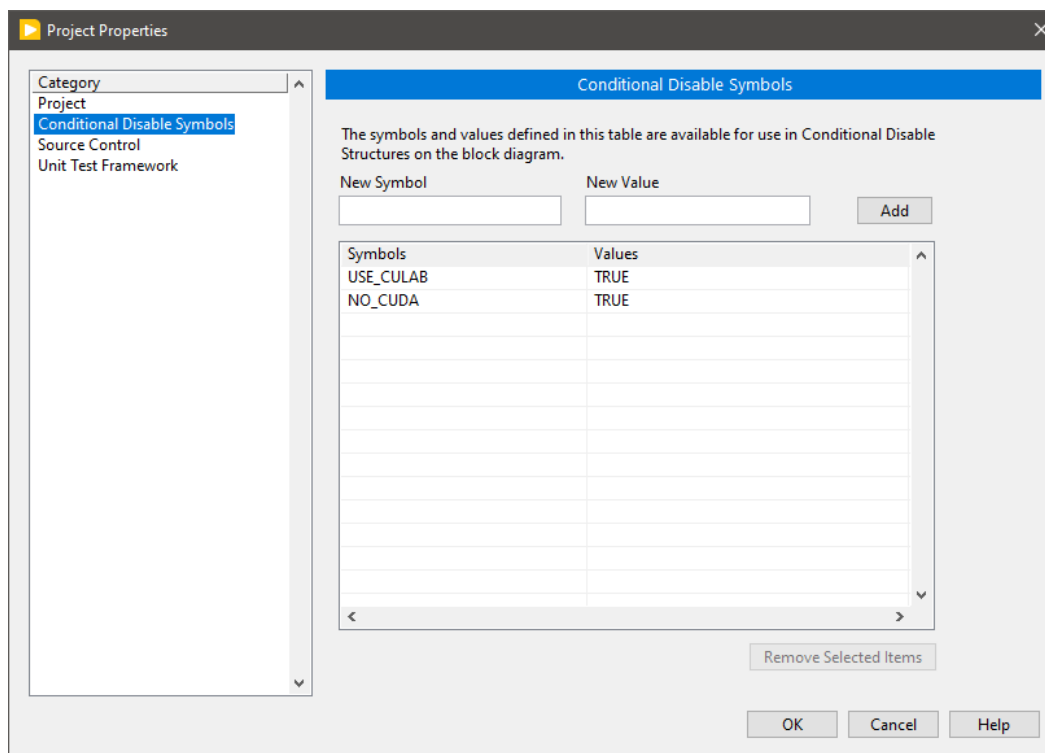 Project Properties
Category
Project
Conditional Disable Symbols
Source Control
Unit Test Framework
Conditional Disable Symbols
The symbols and values defined in this table are available for use in Conditional Disable
Structures on the block diagram.
New Symbol New Value
Add
Symbols Values
USE_CULAB TRUE
NO_CUDA TRUE
Remove Selected Items
OK Cancel Help